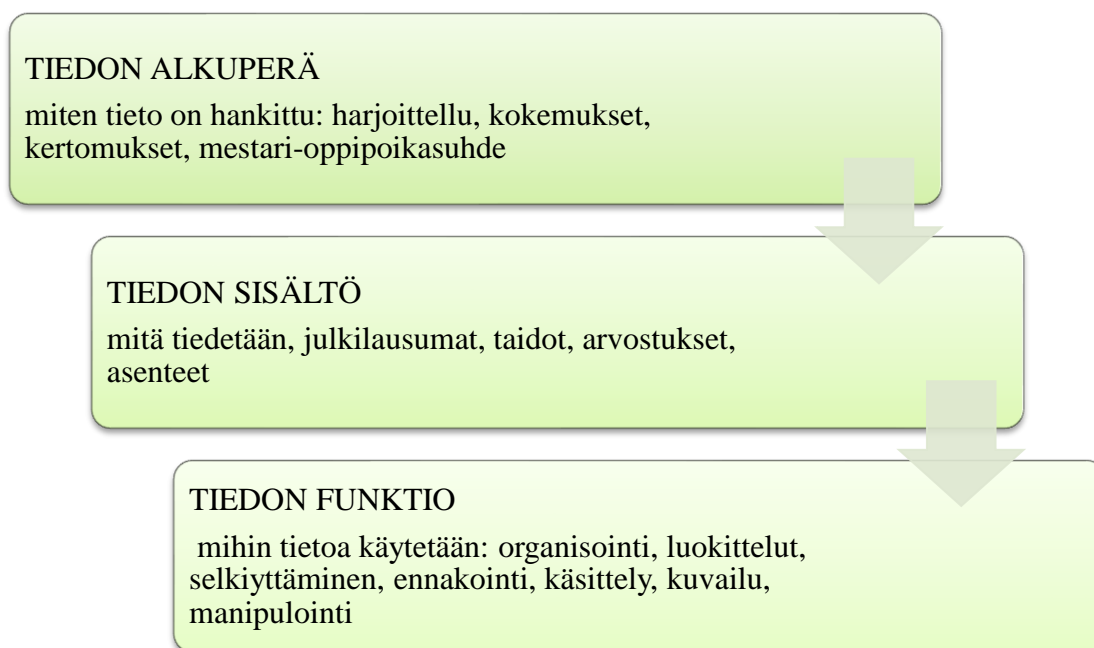 TIEDON ALKUPERÄ
miten tieto on hankittu: harjoittellu, kokemukset,
kertomukset, mestari-oppipoikasuhde
TIEDON SISÄLTÖ
mitä tiedetään, julkilausumat, taidot, arvostukset,
asenteet
TIEDON FUNKTIO
mihin tietoa käytetään: organisointi, luokittelut,
selkiyttäminen, ennakointi, käsittely, kuvailu,
manipulointi